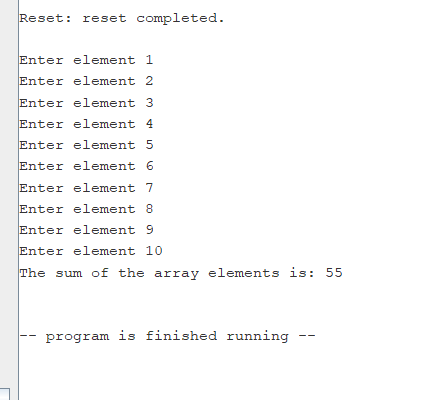 Reset: reset completed.
Enter element 1
Enter element 2
Enter element 3
Enter element 4
Enter element 5
Enter element 6
Enter element 7
Enter element 8
Enter element 9
Enter element 10
The sum of the array elements is: 55
-- program is finished running --